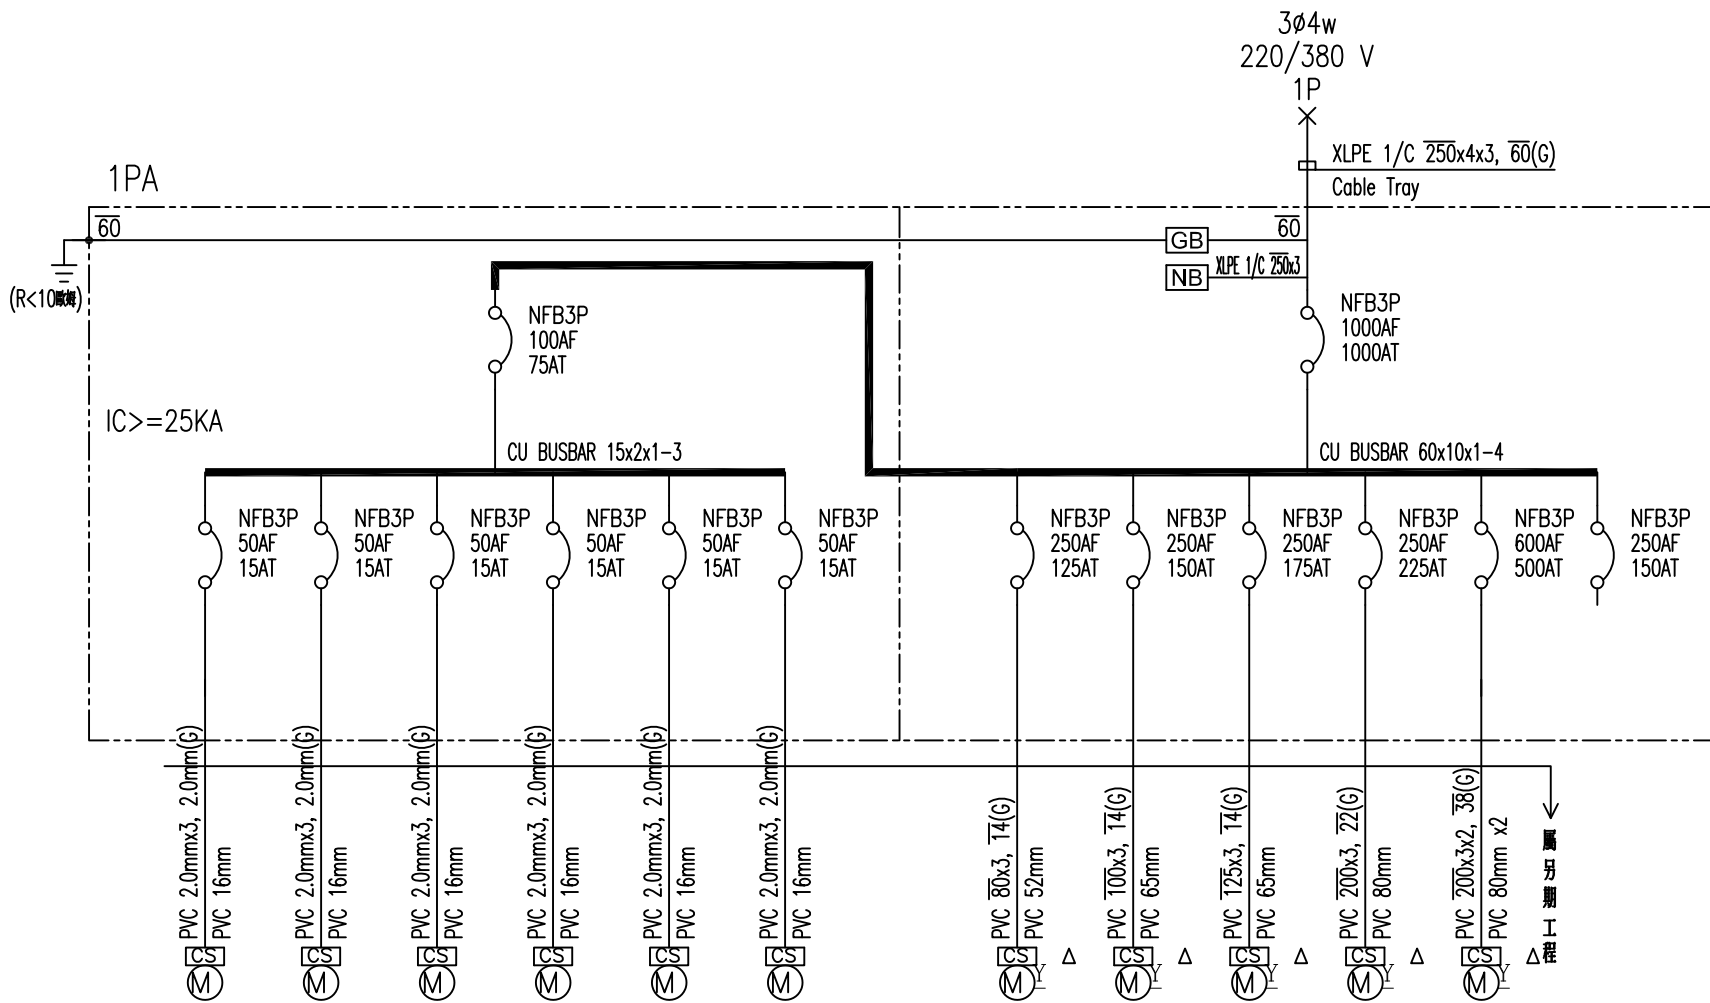 3ø4w
220/380 V
1P
XLPE 1/C 250x4x3, 60(G)
Cable Tray
1PA
60
GB
60
NB
XLPE 1/C 250x3
(R<10歐姆)
NFB3P
100AF
75AT
NFB3P
1000AF
1000AT
IC>=25KA
CU BUSBAR 15x2x1-3
CU BUSBAR 60x10x1-4
NFB3P
50AF
15AT
NFB3P
50AF
15AT
NFB3P
50AF
15AT
NFB3P
50AF
15AT
NFB3P
50AF
15AT
NFB3P
50AF
15AT
NFB3P
250AF
125AT
NFB3P
250AF
150AT
NFB3P
250AF
175AT
NFB3P
250AF
225AT
NFB3P
600AF
500AT
NFB3P
250AF
150AT
PVC 2.0mmx3, 2.0mm(G)
PVC 16mm
PVC 2.0mmx3, 2.0mm(G)
PVC 16mm
PVC 2.0mmx3, 2.0mm(G)
PVC 16mm
PVC 2.0mmx3, 2.0mm(G)
PVC 16mm
PVC 2.0mmx3, 2.0mm(G)
PVC 16mm
PVC 2.0mmx3, 2.0mm(G)
PVC 16mm
PVC 80x3, 14(G)
PVC 52mm
PVC 100x3, 14(G)
PVC 65mm
PVC 125x3, 14(G)
PVC 65mm
PVC 200x3, 22(G)
PVC 80mm
PVC 200x3x2, 38(G)
PVC 80mm x2
屬另期工程
CS
M
CS
M
CS
M
CS
M
CS
M
CS
M
CS
M Y Δ
CS
M Y Δ
CS
M Y Δ
CS
M Y Δ
CS
M Y Δ